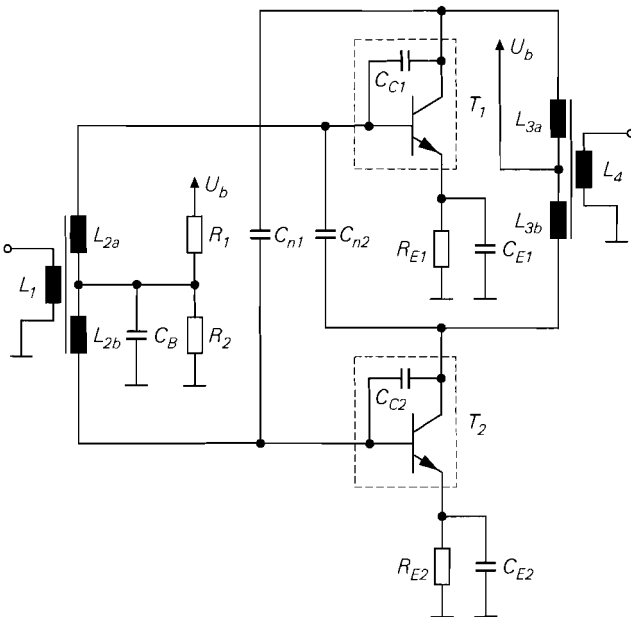 U_b
C_C1
T_1
L_3a
L_4
U_b
L_2a
R_1
C_n1
C_n2
R_E1
C_E1
L_3b
L_1
L_2b
C_B
R_2
C_C2
T_2
R_E2
C_E2